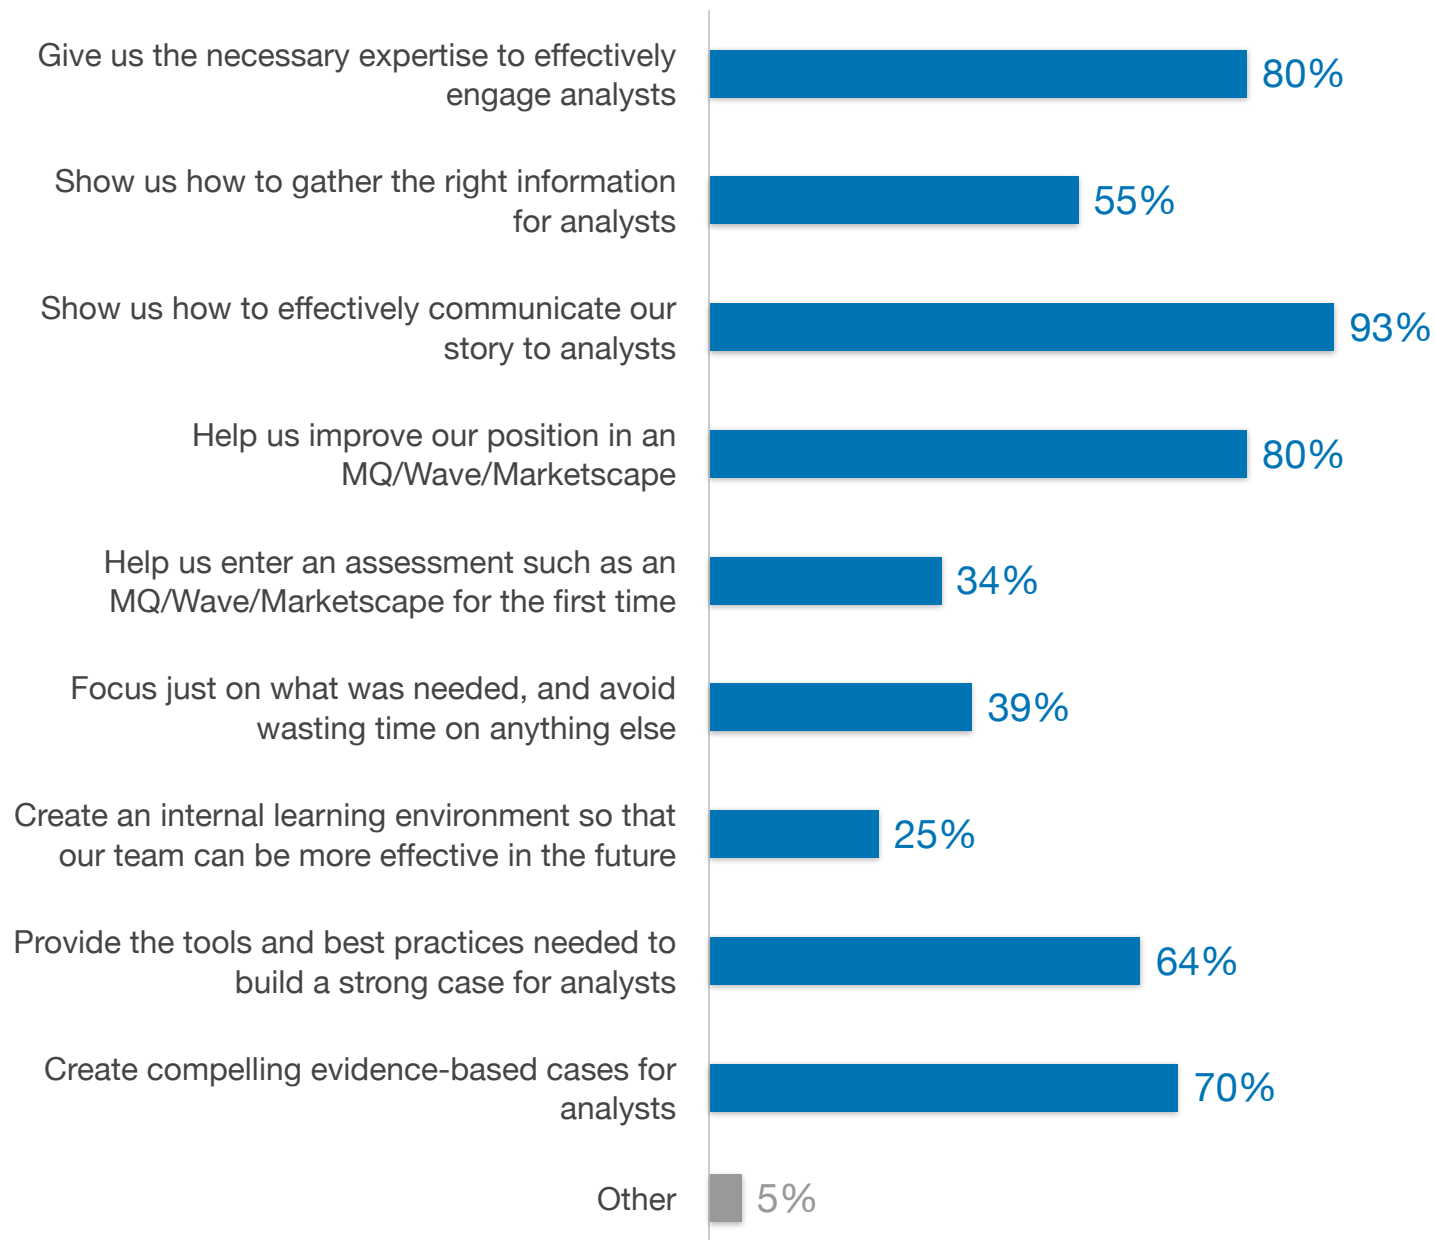 Give us the necessary expertise to effectively
engage analysts
80%
Show us how to gather the right information
for analysts
55%
Show us how to effectively communicate our
story to analysts
93%
Help us improve our position in an
MQ/Wave/Marketscape
80%
Help us enter an assessment such as an
MQ/Wave/Marketscape for the first time
34%
Focus just on what was needed, and avoid
wasting time on anything else
39%
Create an internal learning environment so that
our team can be more effective in the future
25%
Provide the tools and best practices needed to
build a strong case for analysts
64%
Create compelling evidence-based cases for
analysts
70%
Other
5%